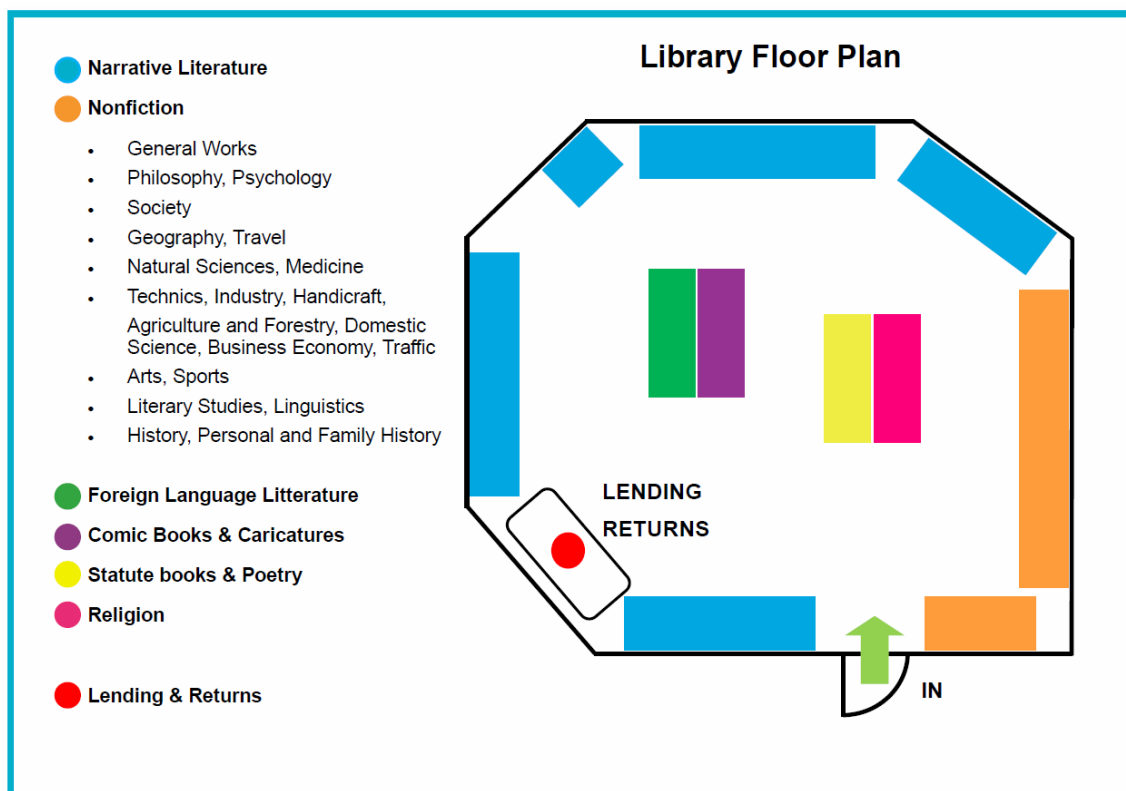 Library Floor Plan
Narrative Literature
Nonfiction
• General Works
• Philosophy, Psychology
• Society
• Geography, Travel
• Natural Sciences, Medicine
• Technics, Industry, Handicraft,
Agriculture and Forestry, Domestic
Science, Business Economy, Traffic
• Arts, Sports
• Literary Studies, Linguistics
• History, Personal and Family History
Foreign Language Litterature
Comic Books & Caricatures
Statute books & Poetry
Religion
Lending & Returns
LENDING
RETURNS
IN